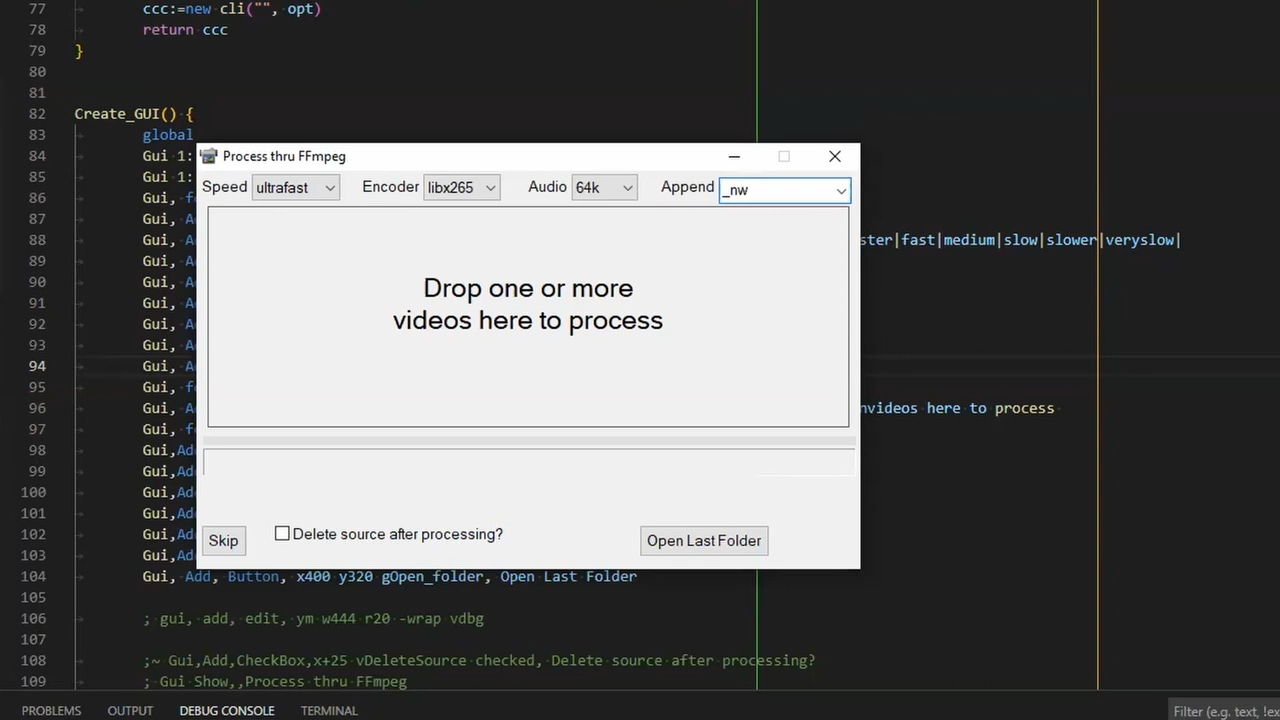 77 ccc:=new cli("", opt)
78 return ccc
79 }
80
81
82 Create_GUI() {
83 global
84 Gui 1:
85 Gui 1:
86 Gui,
87 Gui,
88 Gui, |fast|medium|slow|slower|veryslow|
89 Gui,
90 Gui,
91 Gui,
92 Gui,
93 Gui,
94 Gui,
95 Gui,
96 Gui, nvideos here to process
97 Gui,
98 Gui,Ad
99 Gui,Ad
100 Gui,Ad
101 Gui,Ad
102 Gui,Ad
103 Gui,Ad
104 Gui, Add, Button, x400 y320 gOpen_folder, Open Last Folder
105
106 ; gui, add, edit, ym w444 r20 -wrap vdbg
107
108 ;~ Gui,Add,CheckBox,x+25 vDeleteSource checked, Delete source after processing?
109 ; Gui Show,,Process thru FFmpeg
Process thru FFmpeg
Speed ultrafast Encoder libx265 Audio 64k Append _nw
Drop one or more
videos here to process
Skip Delete source after processing? Open Last Folder
PROBLEMS OUTPUT DEBUG CONSOLE TERMINAL Filter (e.g. text, !ex